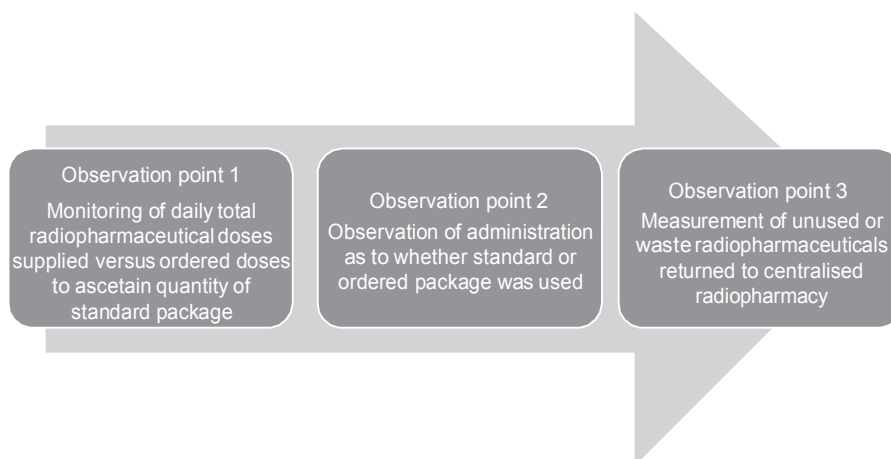 Observation point 1
Monitoring of daily total
radiopharmaceutical doses
supplied versus ordered doses
to ascetain quantity of
standard package
Observation point 2
Observation of administration
as to whether standard or
ordered package was used
Observation point 3
Measurement of unused or
waste radiopharmaceuticals
returned to centralised
radiopharmacy